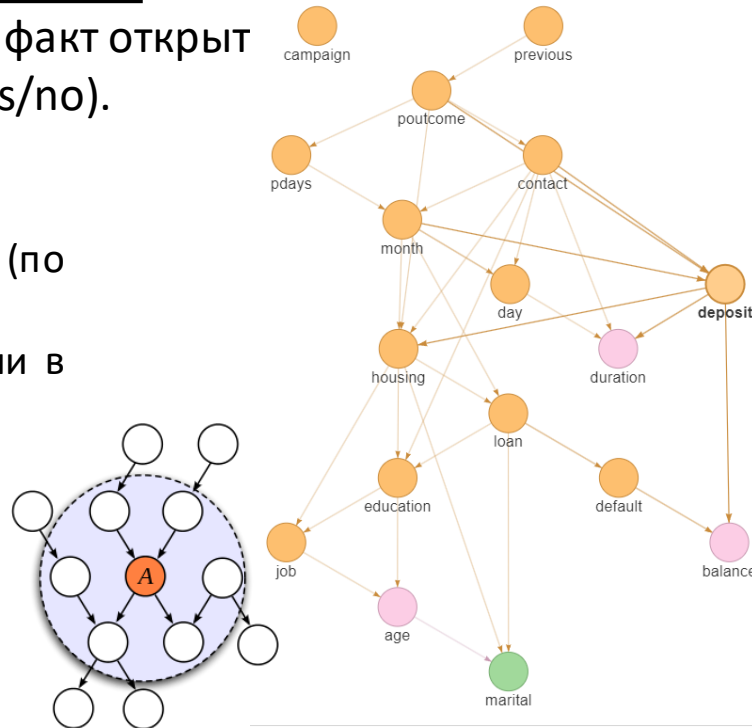 факт открыт
s/no).
(по
ли в
campaign
previous
poutcome
pdays
contact
month
day
deposit
housing
duration
loan
education
default
job
balance
age
marital
A